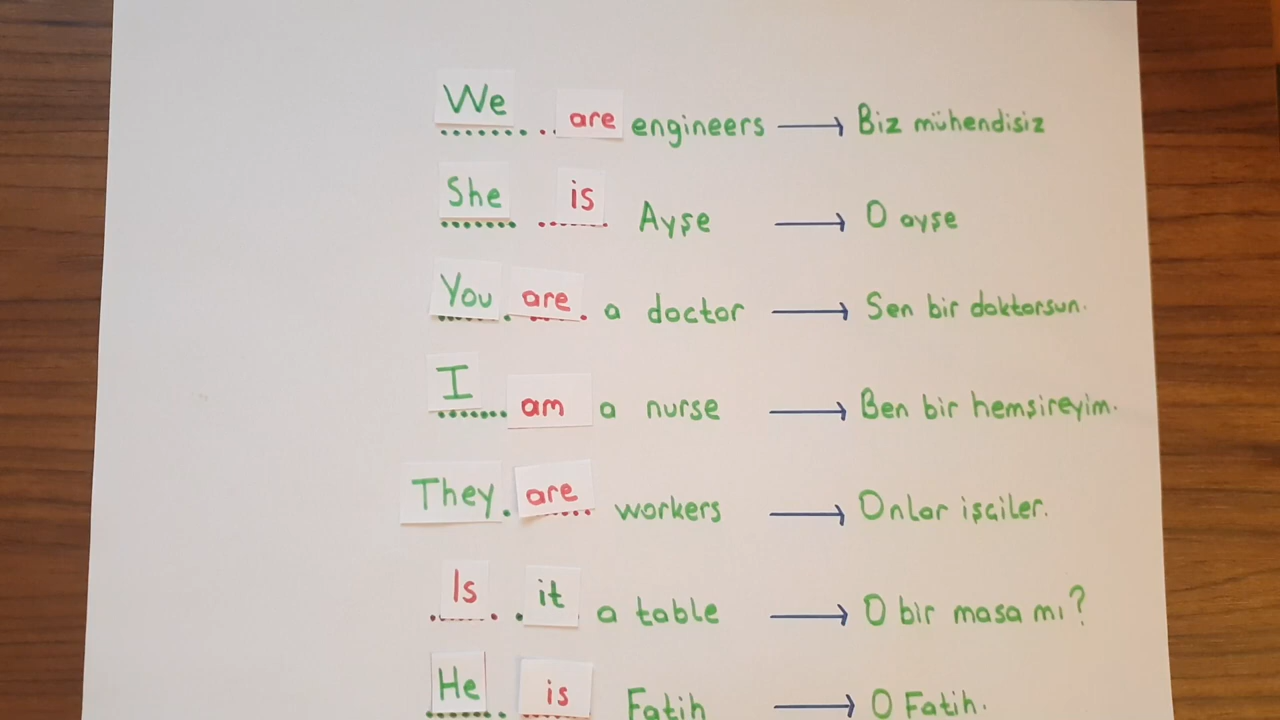 We are engineers → Biz mühendisiz
She is Ayşe → O ayşe
You are a doctor → Sen bir doktorsun.
I am a nurse → Ben bir hemşireyim.
They are workers → Onlar işciler.
Is it a table → O bir masa mı?
He is Fatih → O Fatih.